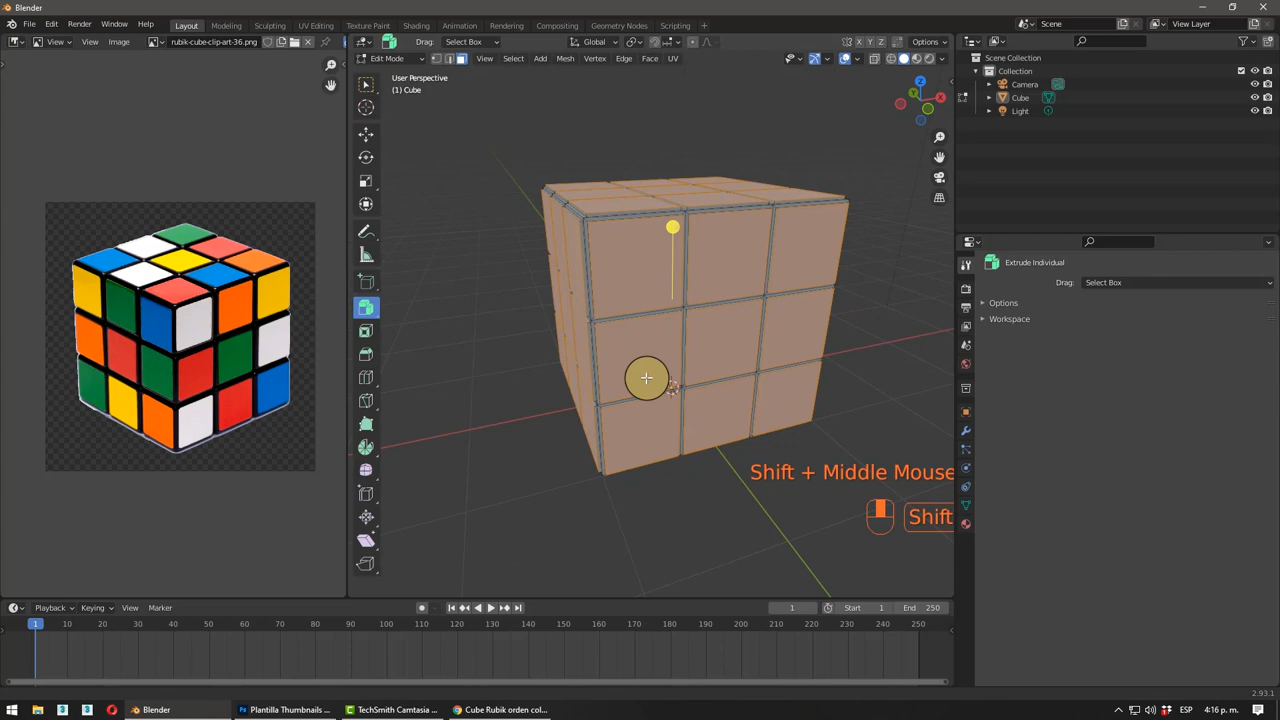 Blender
File Edit Render Window Help Layout Modeling Sculpting UV Editing Texture Paint Shading Animation Rendering Compositing Geometry Nodes Scripting + Scene View Layer
View View Image rubik-cube-clip-art-36.png Drag: Select Box Global X Y Z Options
Edit Mode View Select Add Mesh Vertex Edge Face UV
User Perspective
(1) Cube
Z
Y
X
Scene Collection
Collection
Camera
Cube
Light
Extrude Individual
Drag: Select Box
Options
Workspace
Shift + Middle Mouse
Shift
Playback Keying View Marker 1 Start 1 End 250
1 10 20 30 40 50 60 70 80 90 100 110 120 130 140 150 160 170 180 190 200 210 220 230 240 250
2.93.1
Blender Plantilla Thumbnails ... TechSmith Camtasia ... Cube Rubik orden col... ESP 4:16 p. m.